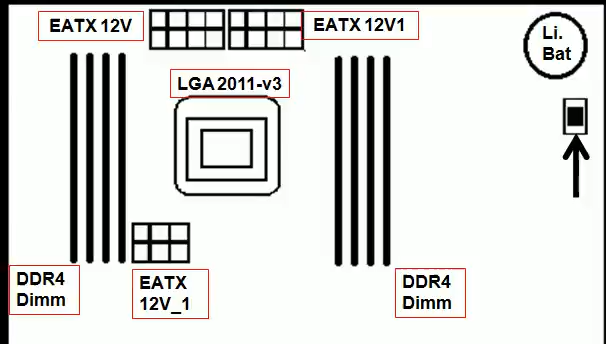 EATX 12V
EATX 12V1
Li.
Bat
LGA 2011-v3
DDR4
Dimm
EATX
12V_1
DDR4
Dimm